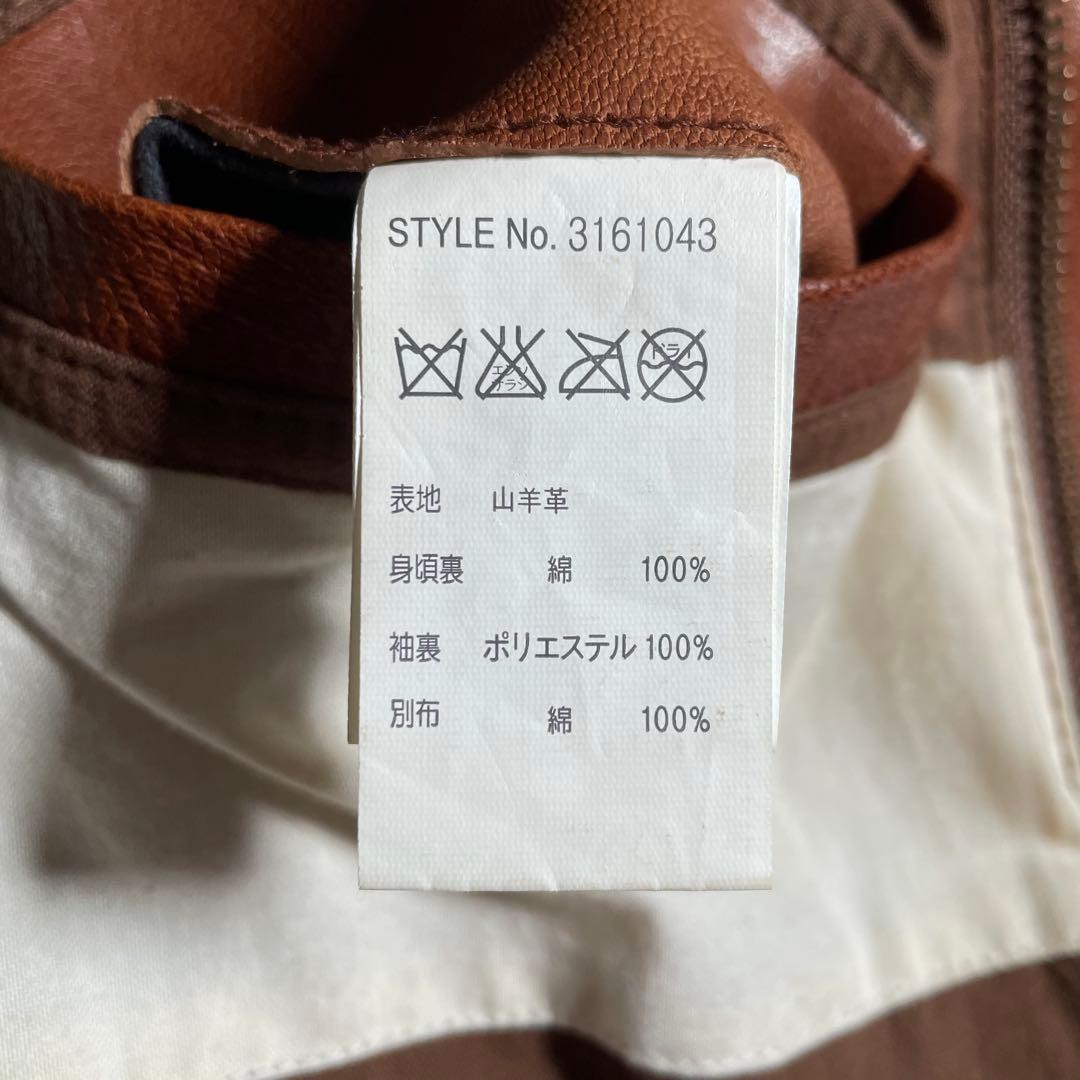 STYLE No. 3161043
エンソ
サラシ
ドライ
表地 山羊革
身頃裏 綿 100%
袖裏 ポリエステル 100%
別布 綿 100%